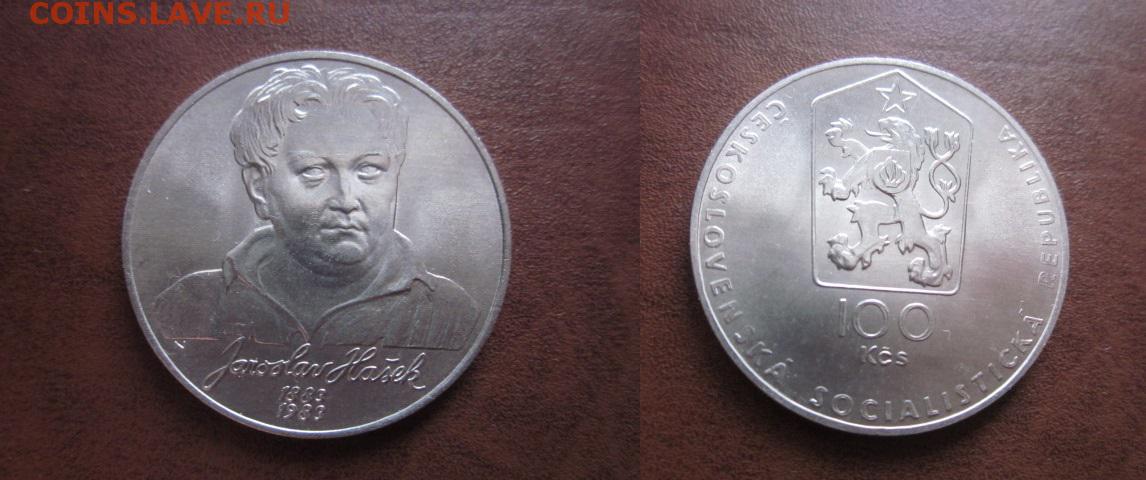 COINS.LAVE.RU
Jaroslav Hašek
1883
1983
ČESKOSLOVENSKÁ SOCIALISTICKÁ REPUBLIKA
100
Kčs